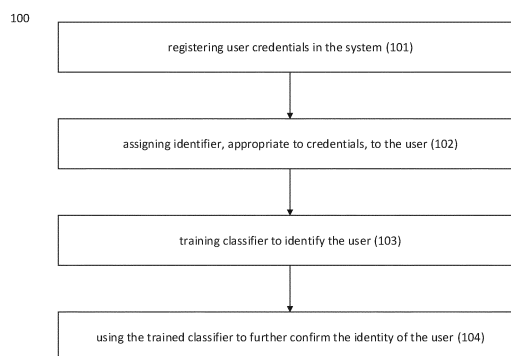 100
registering user credentials in the system (101)
assigning identifier, appropriate to credentials, to the user (102)
training classifier to identify the user (103)
using the trained classifier to further confirm the identity of the user (104)